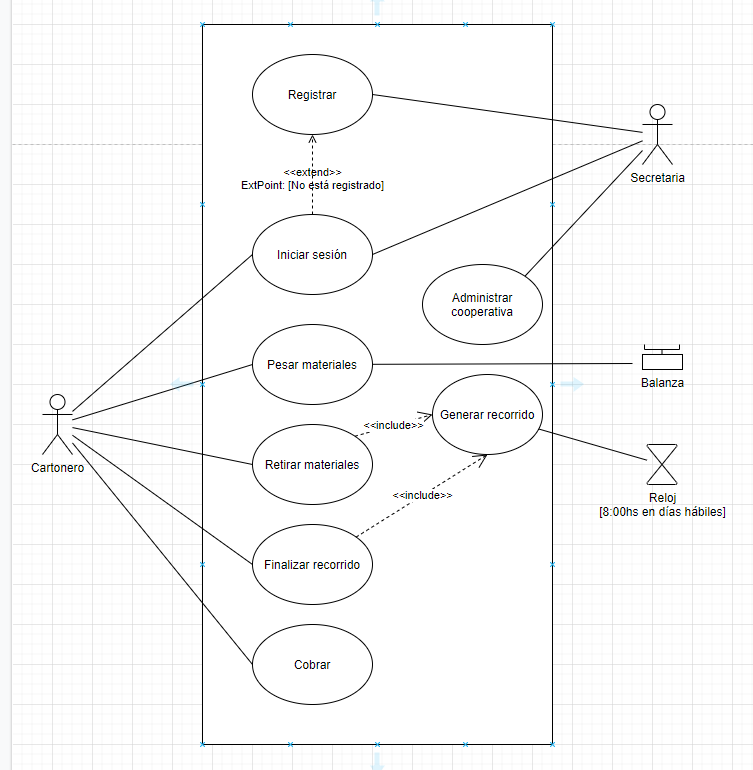 Registrar
<<extend>>
ExtPoint: [No está registrado]
Secretaria
Iniciar sesión
Administrar
cooperativa
Pesar materiales
Balanza
Generar recorrido
<<include>>
Cartonero
Retirar materiales
Reloj
[8:00hs en días hábiles]
<<include>>
Finalizar recorrido
Cobrar